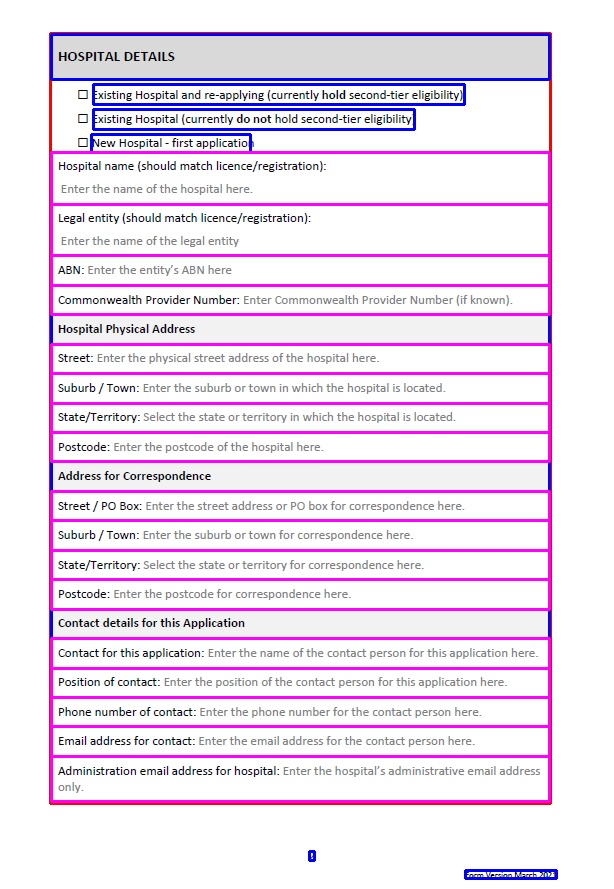 HOSPITAL DETAILS
☐ Existing Hospital and re-applying (currently hold second-tier eligibility)
☐ Existing Hospital (currently do not hold second-tier eligibility)
☐ New Hospital - first application
Hospital name (should match licence/registration):
Enter the name of the hospital here.
Legal entity (should match licence/registration):
Enter the name of the legal entity
ABN: Enter the entity's ABN here
Commonwealth Provider Number: Enter Commonwealth Provider Number (if known).
Hospital Physical Address
Street: Enter the physical street address of the hospital here.
Suburb / Town: Enter the suburb or town in which the hospital is located.
State/Territory: Select the state or territory in which the hospital is located.
Postcode: Enter the postcode of the hospital here.
Address for Correspondence
Street / PO Box: Enter the street address or PO box for correspondence here.
Suburb / Town: Enter the suburb or town for correspondence here.
State/Territory: Select the state or territory for correspondence here.
Postcode: Enter the postcode for correspondence here.
Contact details for this Application
Contact for this application: Enter the name of the contact person for this application here.
Position of contact: Enter the position of the contact person for this application here.
Phone number of contact: Enter the phone number for the contact person here.
Email address for contact: Enter the email address for the contact person here.
Administration email address for hospital: Enter the hospital's administrative email address
only.
Form Version March